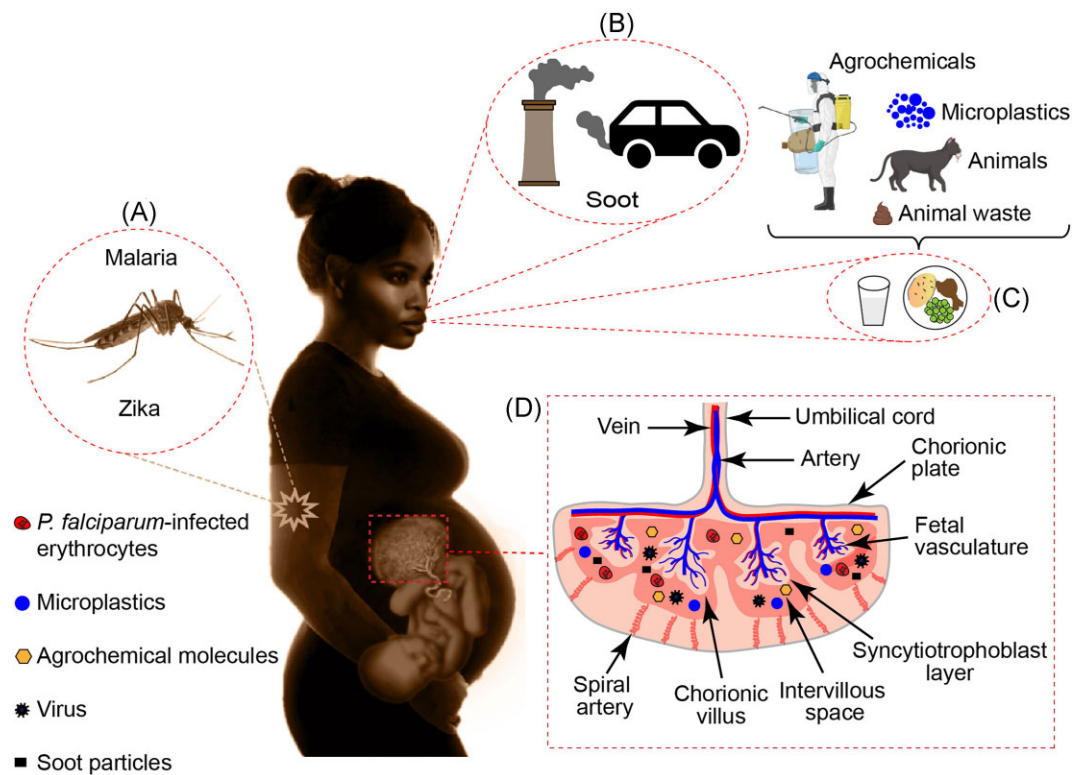 (A)
Malaria
Zika
(B)
Soot
Agrochemicals
Microplastics
Animals
Animal waste
(C)
P. falciparum-infected
erythrocytes
Microplastics
Agrochemical molecules
Virus
Soot particles
(D)
Vein
Umbilical cord
Artery
Chorionic
plate
Fetal
vasculature
Syncytiotrophoblast
layer
Intervillous
space
Chorionic
villus
Spiral
artery